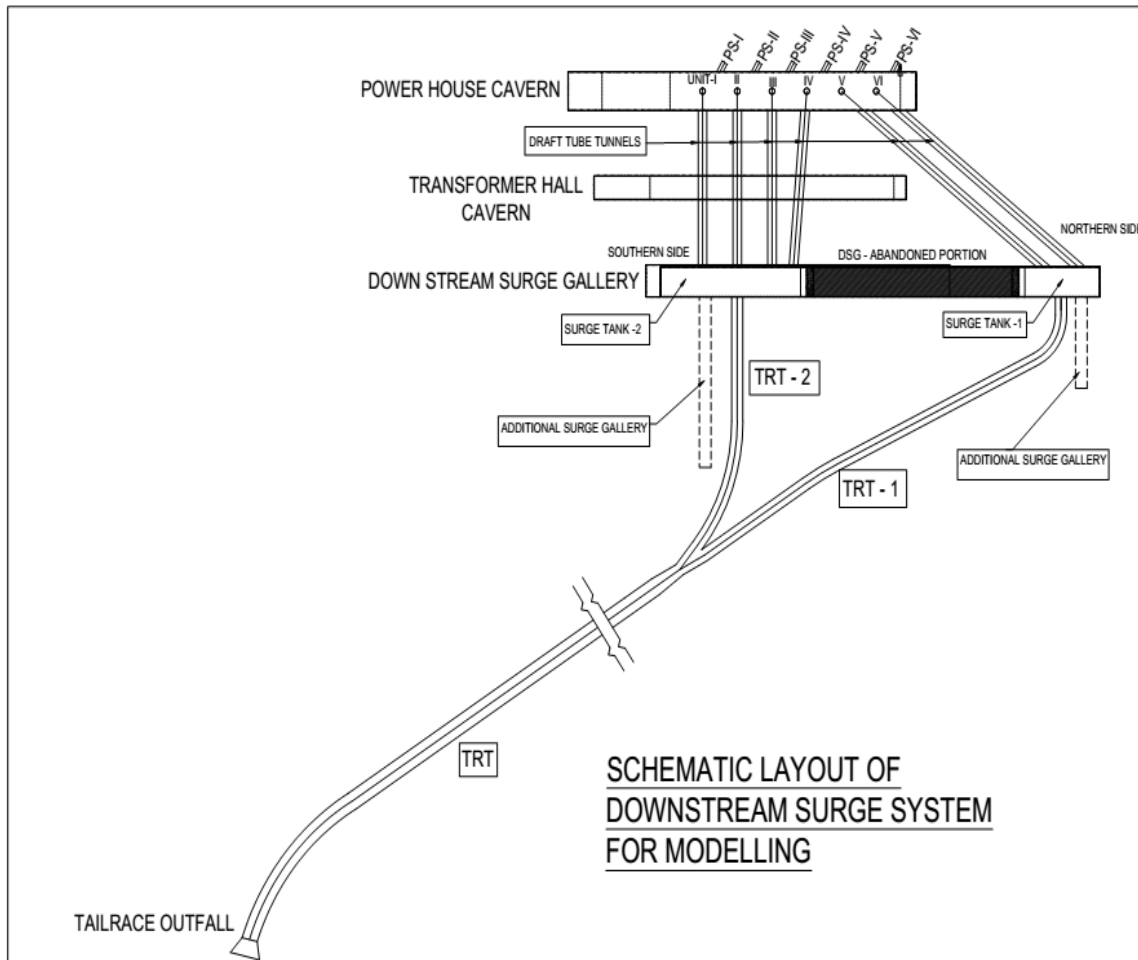 PS-I
PS-II
PS-III
PS-IV
PS-V
PS-VI
POWER HOUSE CAVERN
UNIT-I
II
III
IV
V
VI
DRAFT TUBE TUNNELS
TRANSFORMER HALL
CAVERN
NORTHERN SIDE
SOUTHERN SIDE
DSG - ABANDONED PORTION
DOWN STREAM SURGE GALLERY
SURGE TANK -2
SURGE TANK -1
TRT - 2
ADDITIONAL SURGE GALLERY
ADDITIONAL SURGE GALLERY
TRT - 1
TRT
SCHEMATIC LAYOUT OF
DOWNSTREAM SURGE SYSTEM
FOR MODELLING
TAILRACE OUTFALL